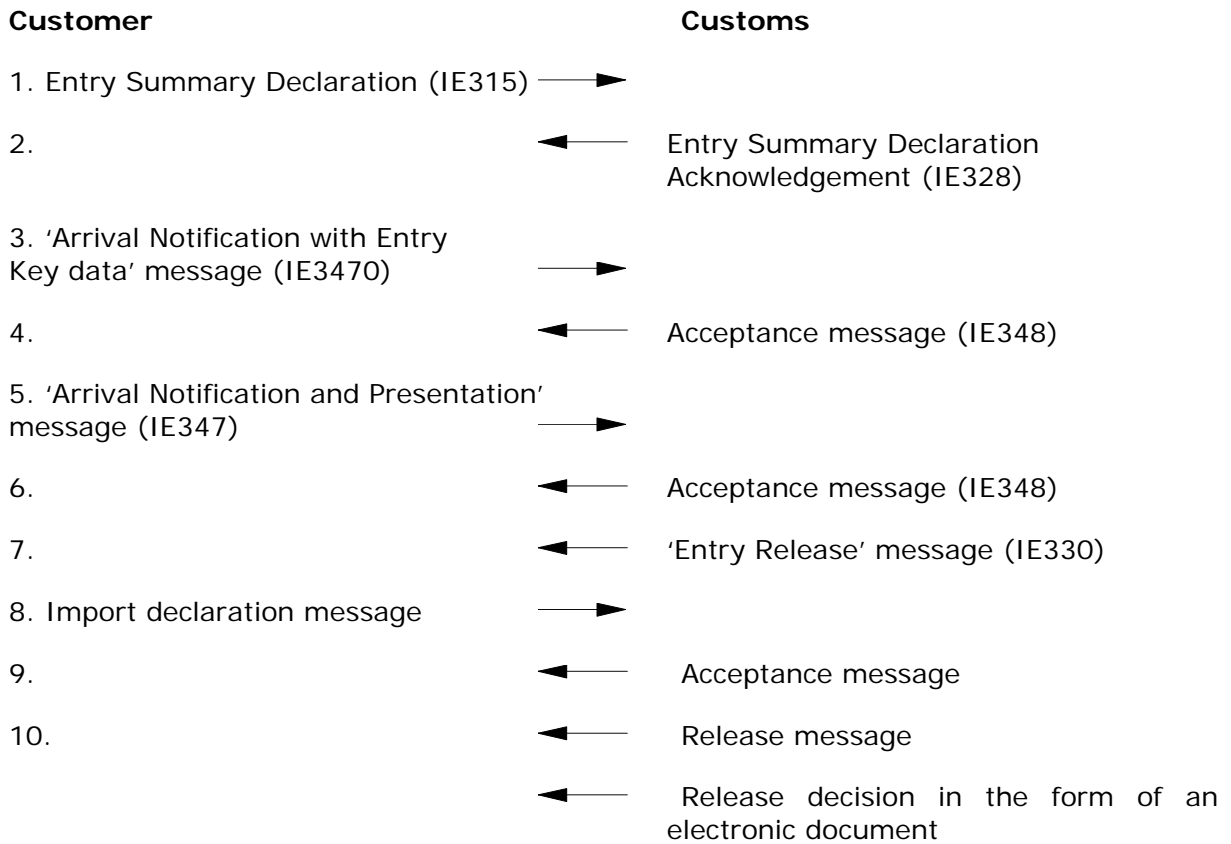 Customer Customs
1. Entry Summary Declaration (IE315)
2. Entry Summary Declaration
Acknowledgement (IE328)
3. ‘Arrival Notification with Entry
Key data’ message (IE3470)
4. Acceptance message (IE348)
5. ‘Arrival Notification and Presentation’
message (IE347)
6. Acceptance message (IE348)
7. ‘Entry Release’ message (IE330)
8. Import declaration message
9. Acceptance message
10. Release message
Release decision in the form of an
electronic document